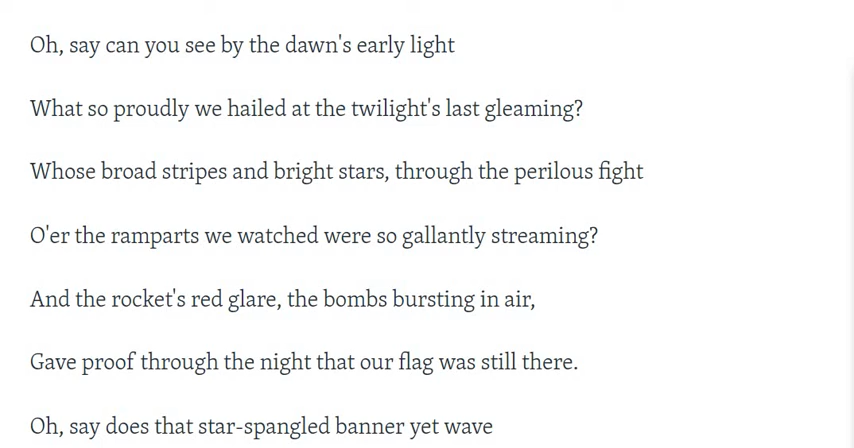 Oh, say can you see by the dawn's early light
What so proudly we hailed at the twilight's last gleaming?
Whose broad stripes and bright stars, through the perilous fight
O'er the ramparts we watched were so gallantly streaming?
And the rocket's red glare, the bombs bursting in air,
Gave proof through the night that our flag was still there.
Oh, say does that star-spangled banner yet wave